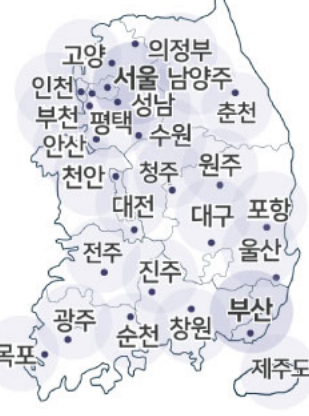 의정부
고양
서울 남양주
인천
성남
부천
춘천
평택
수원
안산
원주
청주
천안
대전
대구
포항
울산
전주
진주
부산
광주
순천
창원
목포
제주도